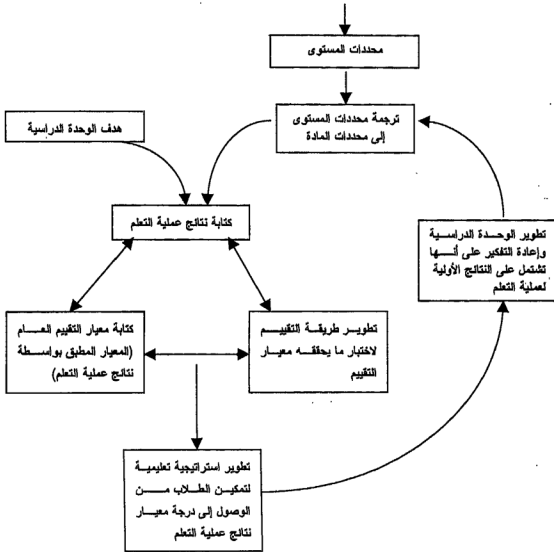 محددات المستوى
ترجمة محددات المستوى
إلى محددات المادة
هدف الوحدة الدراسية
كتابة نتائج عملية التعلم
تطوير الوحدة الدراسية
وإعادة التفكير على أنها
تشتمل على النتائج الأولية
لعملية التعلم
كتابة معيار التقييم العام
(المعيار المطبق بواسطة
نتائج عملية التعلم)
تطوير طريقة التقييم
لاختبار ما يحققه معيار
التقييم
تطوير استراتيجية تعليمية
لتمكين الطلاب من
الوصول إلى درجة معيار
نتائج عملية التعلم